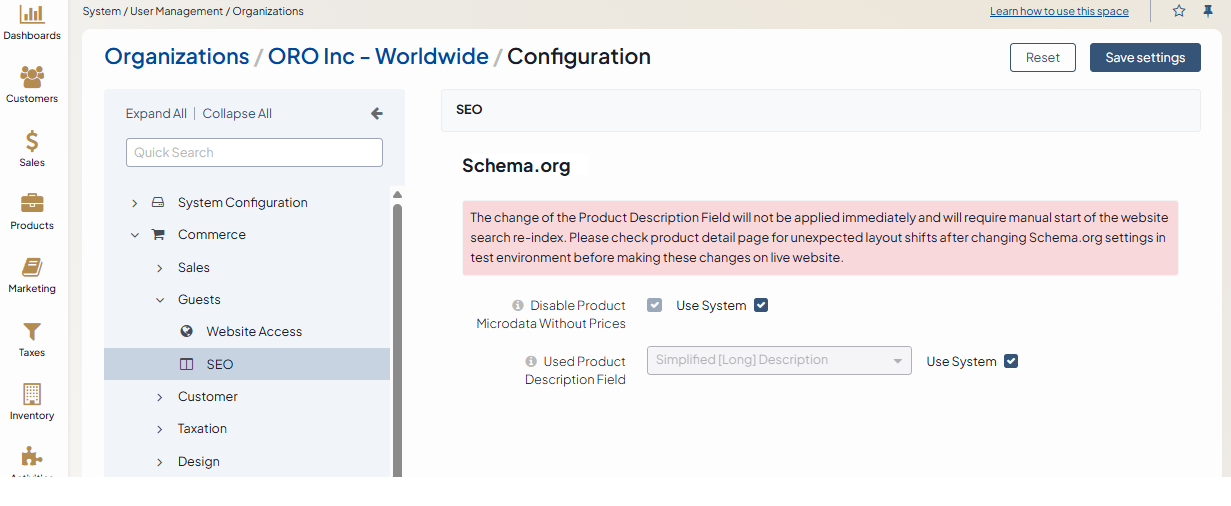 System / User Management / Organizations
Learn how to use this space
Dashboards
Customers
Sales
Products
Marketing
Taxes
Inventory
Organizations / ORO Inc - Worldwide / Configuration
Reset
Save settings
Expand All | Collapse All
Quick Search
System Configuration
Commerce
Sales
Guests
Website Access
SEO
Customer
Taxation
Design
SEO
Schema.org
The change of the Product Description Field will not be applied immediately and will require manual start of the website
search re-index. Please check product detail page for unexpected layout shifts after changing Schema.org settings in
test environment before making these changes on live website.
Disable Product
Microdata Without Prices
Use System
Used Product
Description Field
Simplified [Long] Description
Use System